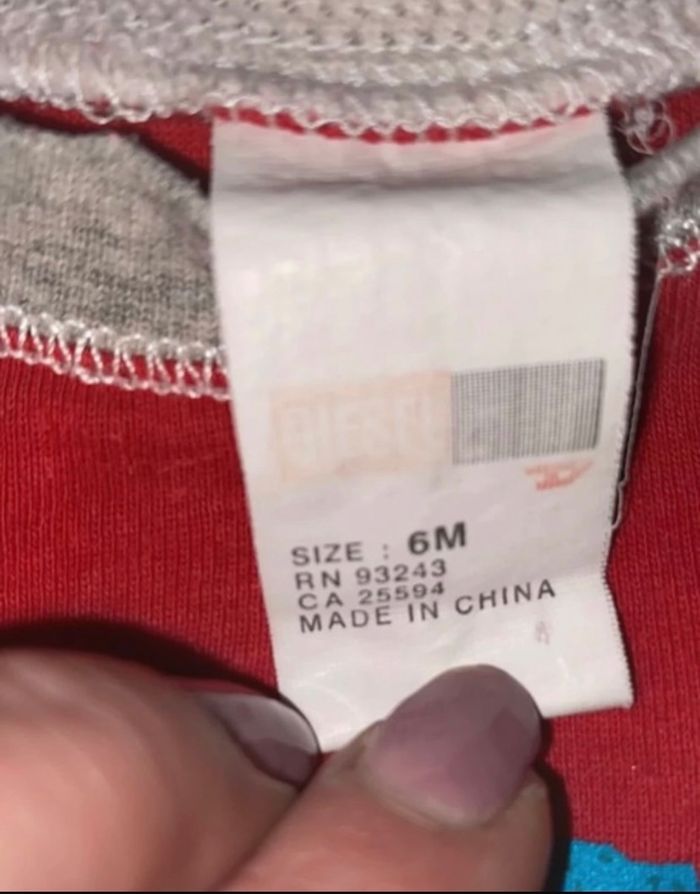 DIESEL
SIZE : 6M
RN 93243
CA 25594
MADE IN CHINA